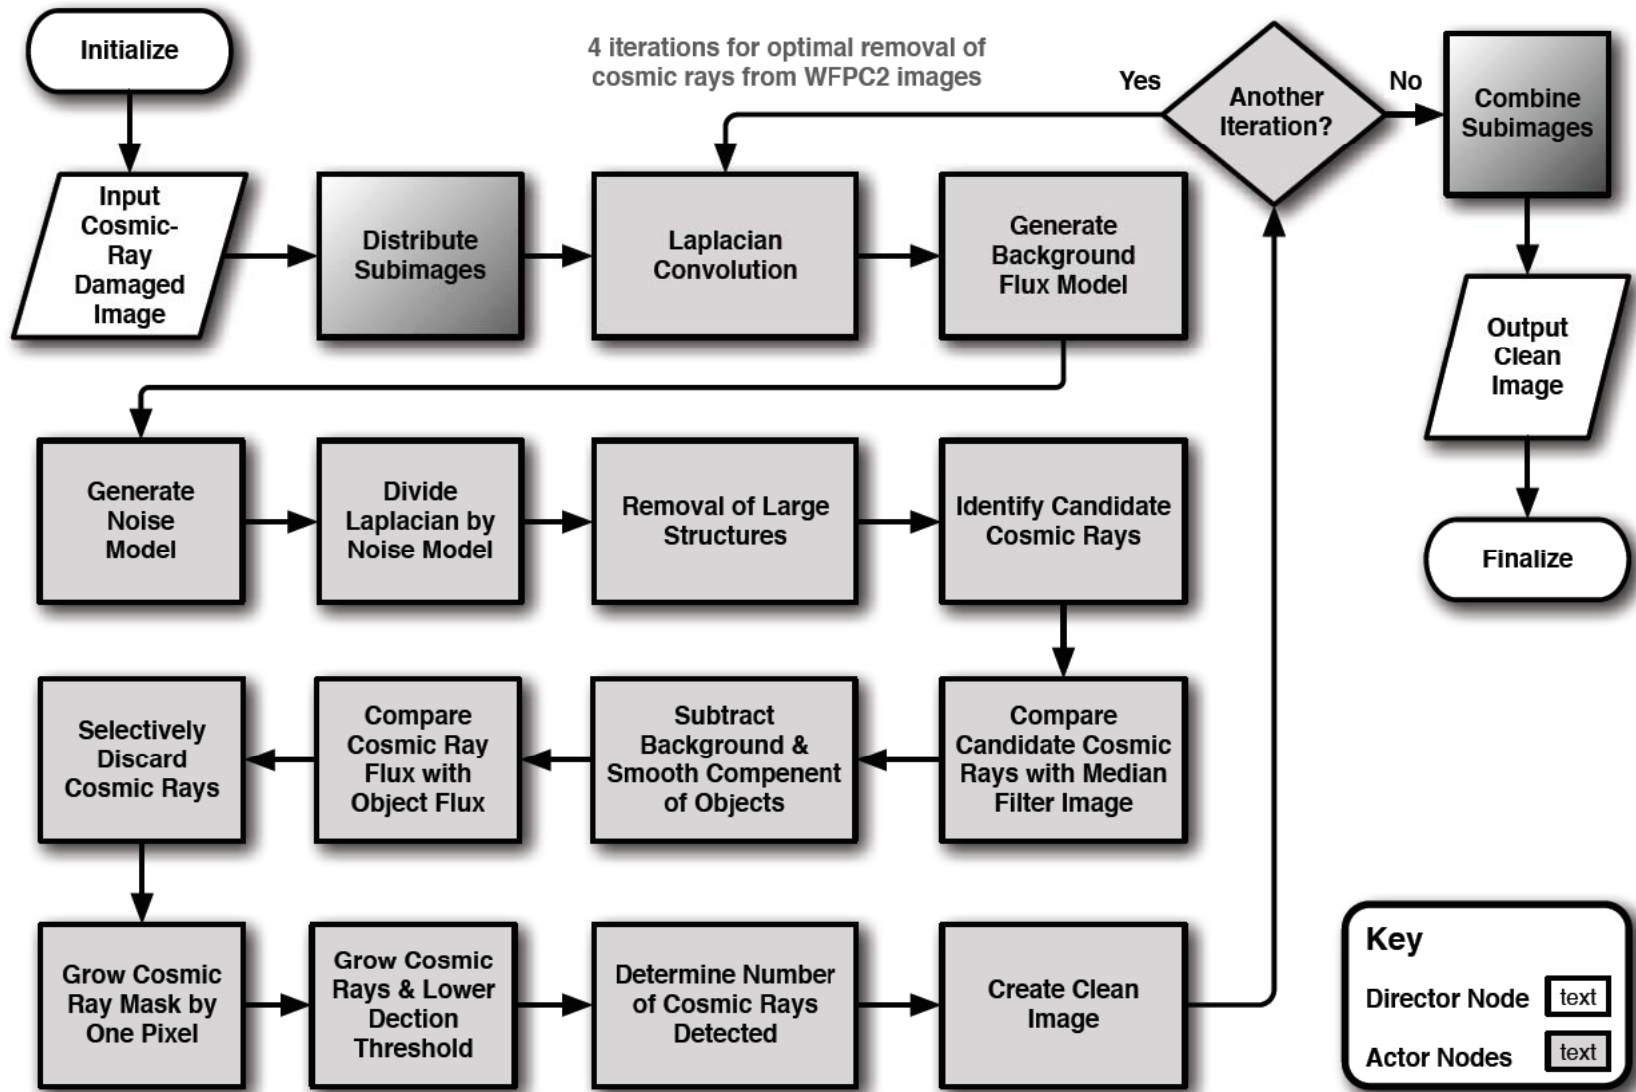 Initialize
4 iterations for optimal removal of
cosmic rays from WFPC2 images
Yes
Another
Iteration?
No
Combine
Subimages
Input
Cosmic-
Ray
Damaged
Image
Distribute
Subimages
Laplacian
Convolution
Generate
Background
Flux Model
Output
Clean
Image
Generate
Noise
Model
Divide
Laplacian by
Noise Model
Removal of Large
Structures
Identify Candidate
Cosmic Rays
Finalize
Selectively
Discard
Cosmic Rays
Compare
Cosmic Ray
Flux with
Object Flux
Subtract
Background &
Smooth Compenent
of Objects
Compare
Candidate Cosmic
Rays with Median
Filter Image
Grow Cosmic
Ray Mask by
One Pixel
Grow Cosmic
Rays & Lower
Dection
Threshold
Determine Number
of Cosmic Rays
Detected
Create Clean
Image
Key
Director Node text
Actor Nodes text